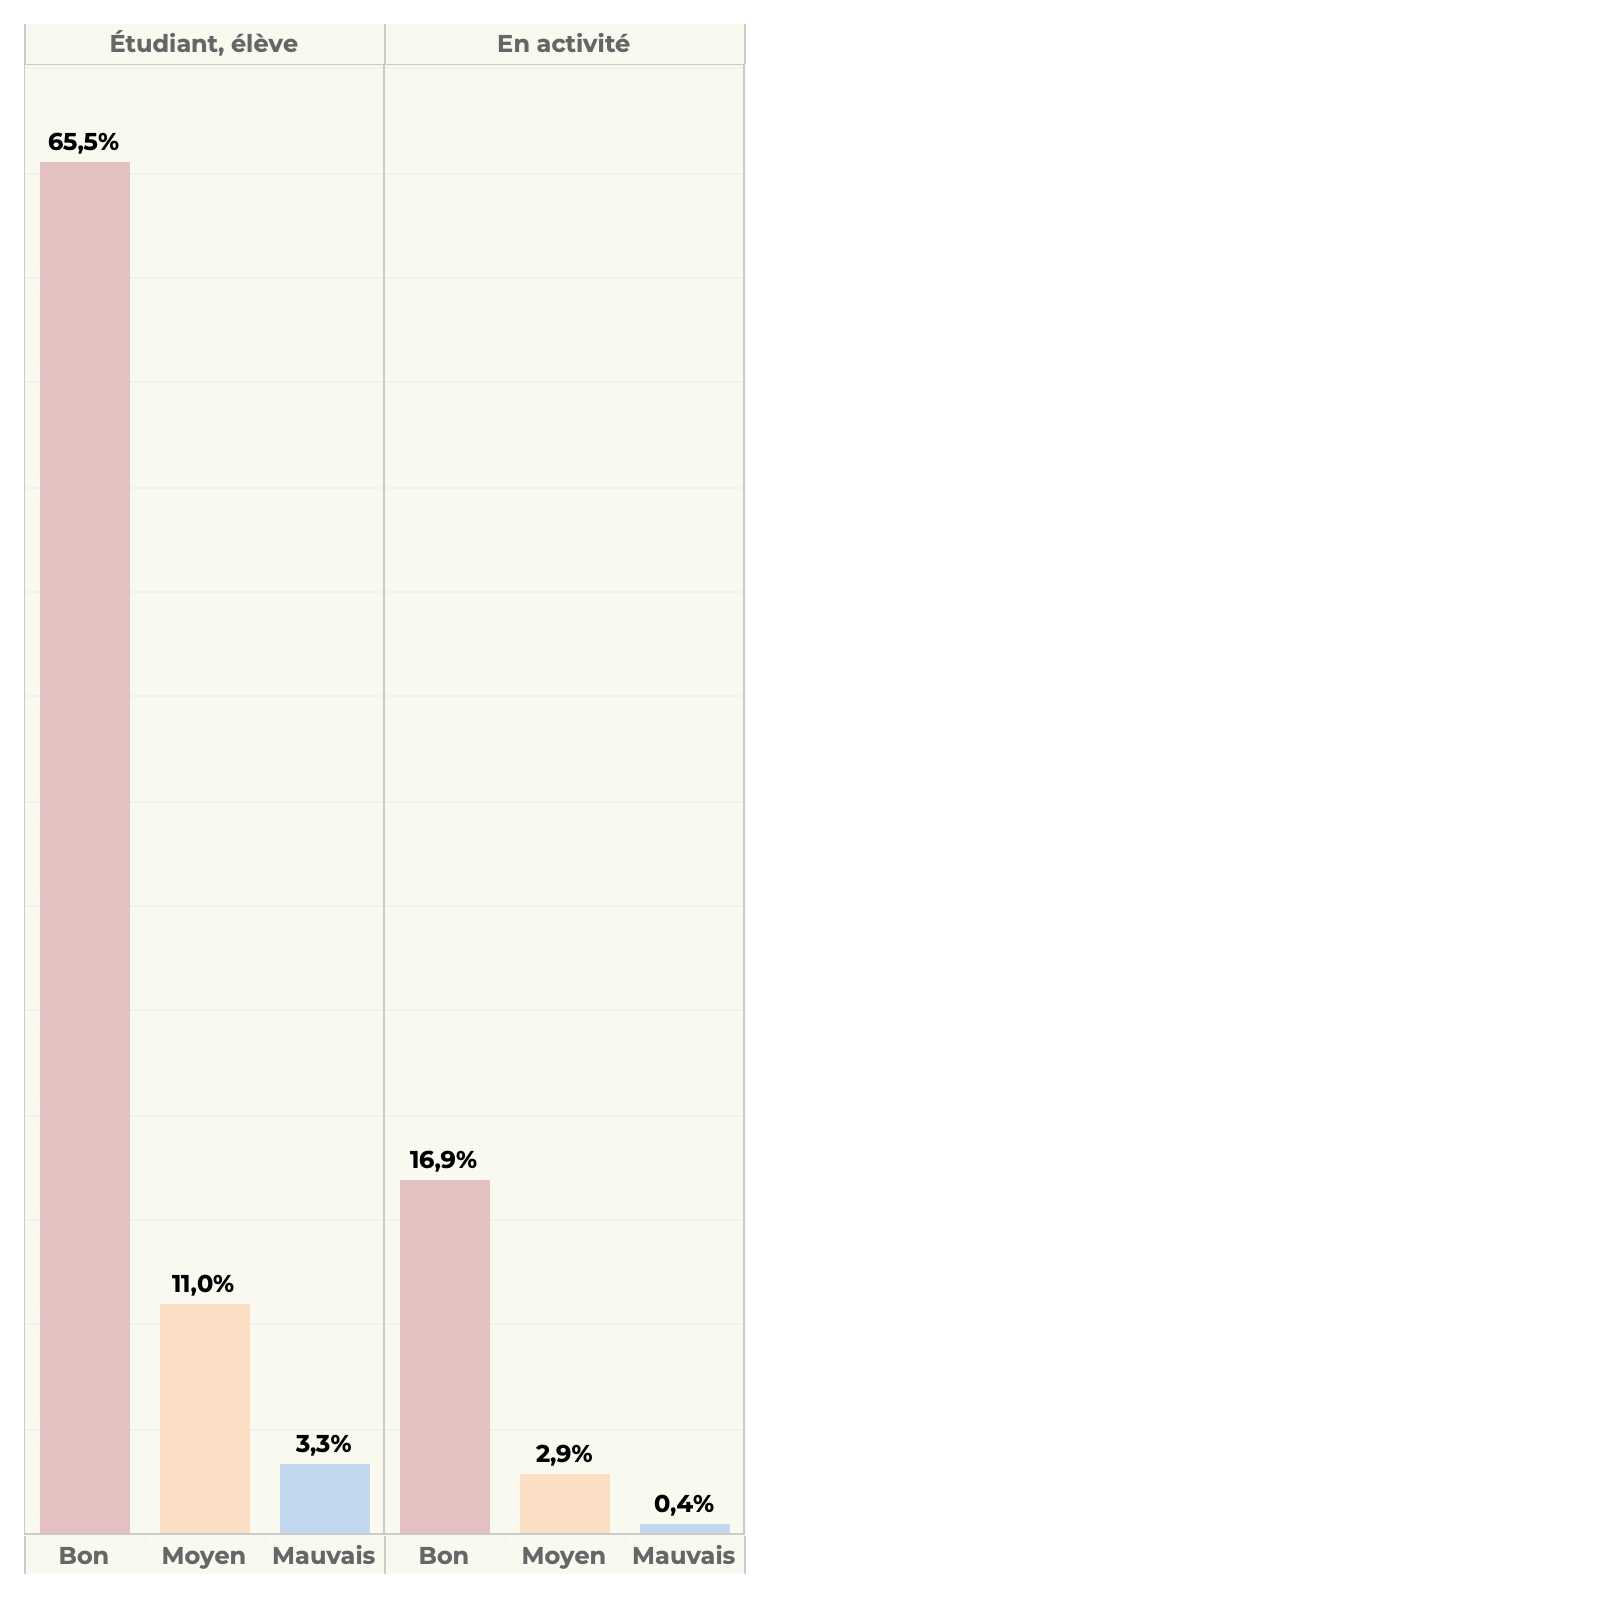 Étudiant, élève
En activité
65,5%
16,9%
11,0%
3,3%
2,9%
0,4%
Bon Moyen Mauvais Bon Moyen Mauvais